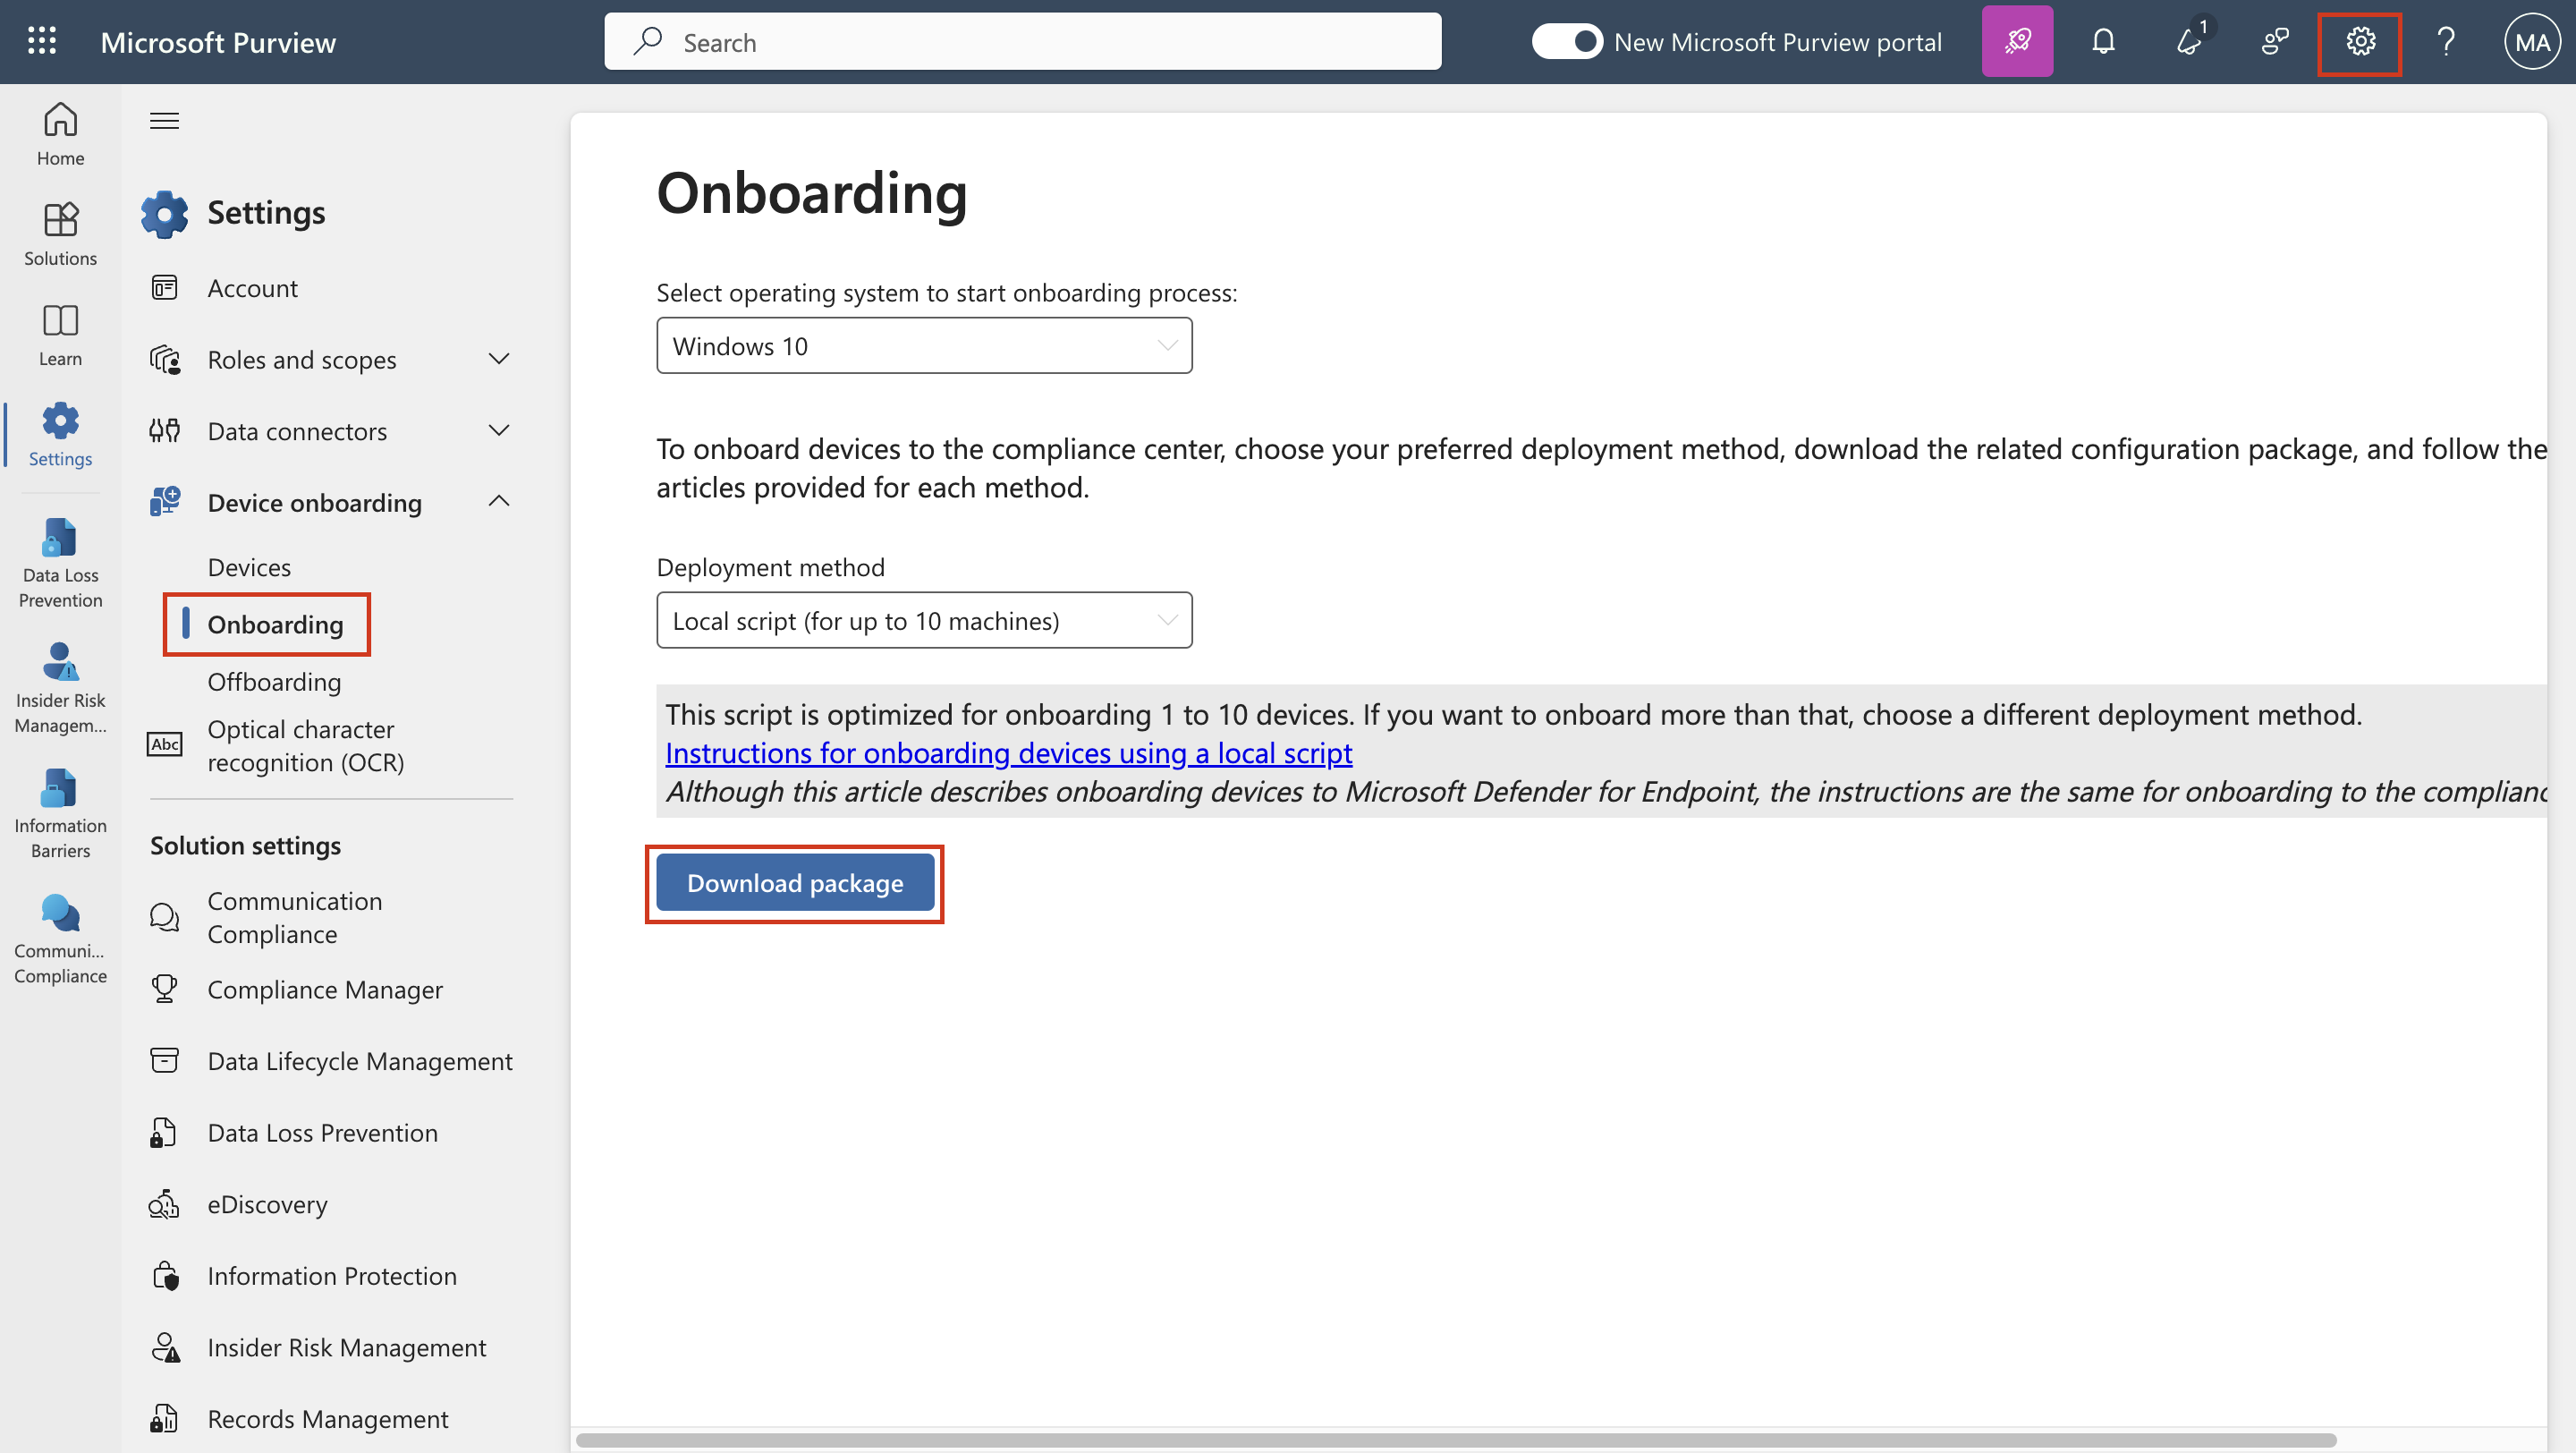 Microsoft Purview
Search
New Microsoft Purview portal
1
MA
Home
Solutions
Learn
Settings
Data Loss
Prevention
Insider Risk
Managem...
Information
Barriers
Communi...
Compliance
Settings
Account
Roles and scopes
Data connectors
Device onboarding
Devices
Onboarding
Offboarding
Abc
Optical character
recognition (OCR)
Solution settings
Communication
Compliance
Compliance Manager
Data Lifecycle Management
Data Loss Prevention
eDiscovery
Information Protection
Insider Risk Management
Records Management
Onboarding
Select operating system to start onboarding process:
Windows 10
To onboard devices to the compliance center, choose your preferred deployment method, download the related configuration package, and follow the
articles provided for each method.
Deployment method
Local script (for up to 10 machines)
This script is optimized for onboarding 1 to 10 devices. If you want to onboard more than that, choose a different deployment method.
Instructions for onboarding devices using a local script
Although this article describes onboarding devices to Microsoft Defender for Endpoint, the instructions are the same for onboarding to the complianc
Download package